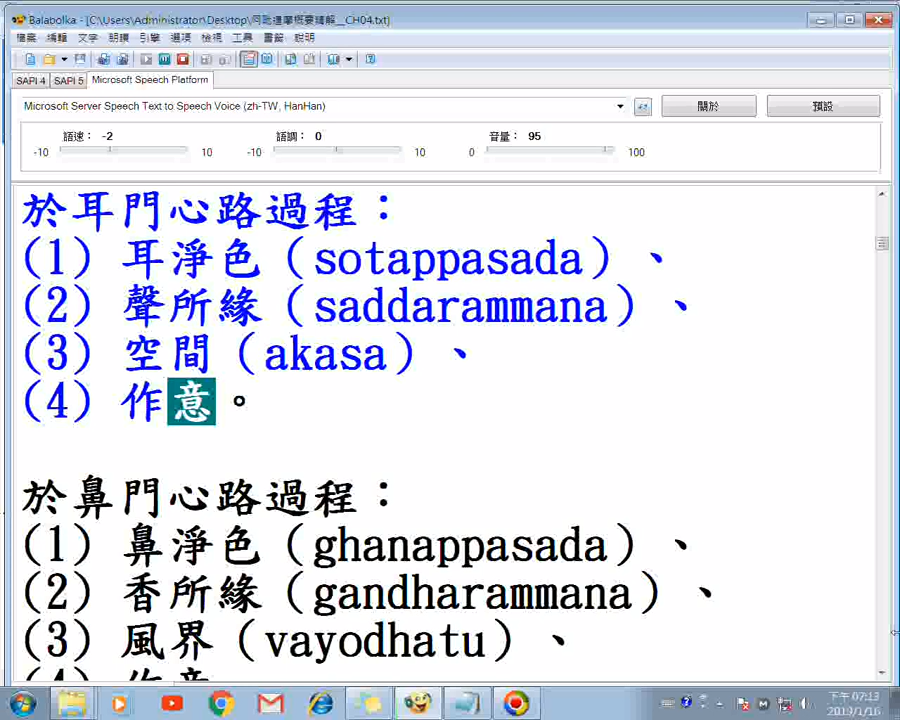 Balabolka - [C:\Users\Administrator\Desktop\阿毗達摩概要精解__CH04.txt]
檔案 編輯 文字 朗讀 引擎 選項 檢視 工具 書籤 說明
SAPI 4 SAPI 5 Microsoft Speech Platform
Microsoft Server Speech Text to Speech Voice (zh-TW, HanHan) 關於 預設
語速： -2 語調： 0 音量： 95
-10 10 -10 10 0 100
於耳門心路過程：
(1) 耳淨色（sotappasada）、
(2) 聲所緣（saddarammana）、
(3) 空間（akasa）、
(4) 作意。
於鼻門心路過程：
(1) 鼻淨色（ghanappasada）、
(2) 香所緣（gandharammana）、
(3) 風界（vayodhatu）、
(4) 作意
下午 07:13
2019/1/16